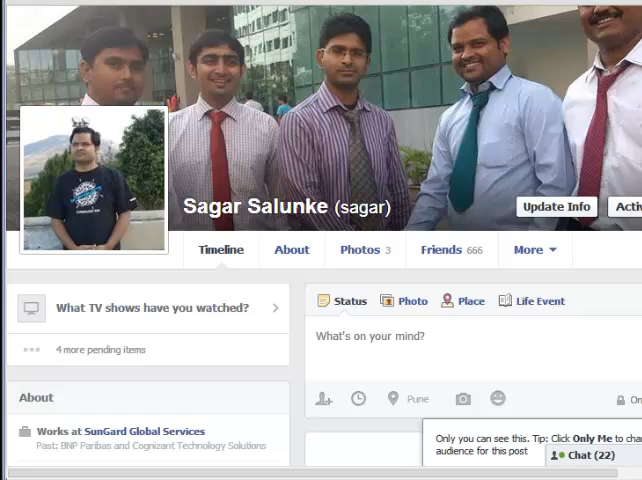 Sagar Salunke (sagar)
Update Info
Activ
Timeline
About
Photos 3
Friends 666
More
What TV shows have you watched?
4 more pending items
Status
Photo
Place
Life Event
What's on your mind?
Pune
On
About
Works at SunGard Global Services
Past: BNP Paribas and Cognizant Technology Solutions
Only you can see this. Tip: Click Only Me to chan
audience for this post
Chat (22)